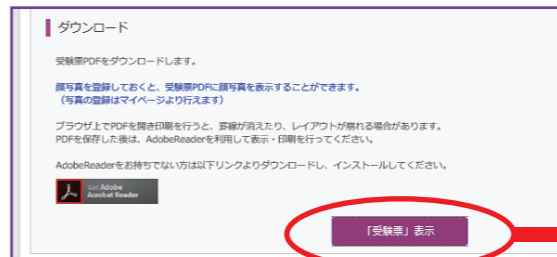 ダウンロード
受験票PDFをダウンロードします。
顔写真を登録しておくと、受験票PDFに顔写真を表示することができます。
（写真の登録はマイページより行えます）
ブラウザ上でPDFを開き印刷を行うと、罫線が消えたり、レイアウトが崩れる場合があります。
PDFを保存した後は、AdobeReaderを利用して表示・印刷を行ってください。
AdobeReaderをお持ちでない方は以下リンクよりダウンロードし、インストールしてください。
Get Adobe
Acrobat Reader
「受験票」表示